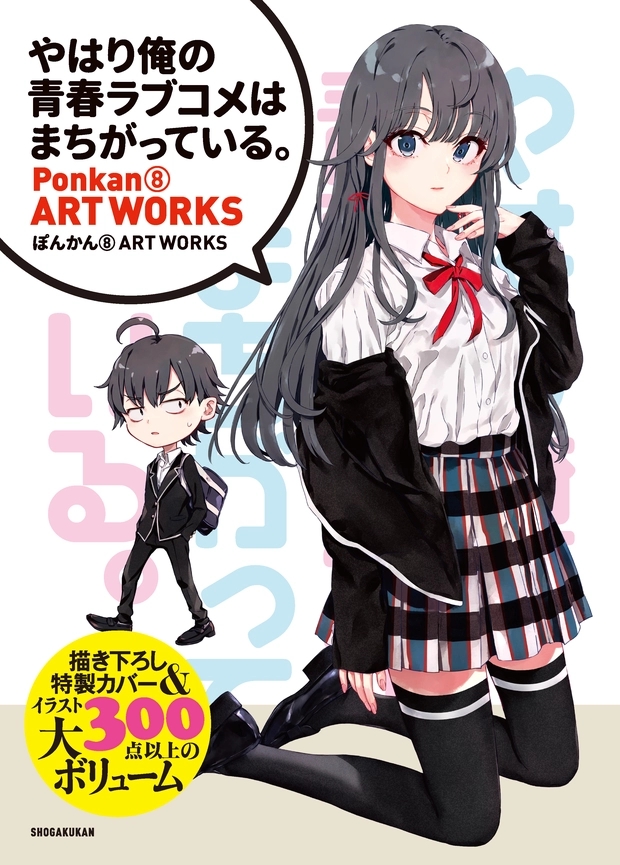 やはり俺の
青春ラブコメは
まちがっている。
Ponkan⑧
ART WORKS
ぽんかん⑧ ART WORKS
描き下ろし
特製カバー&
イラスト
大300点以上の
ボリューム
SHOGAKUKAN